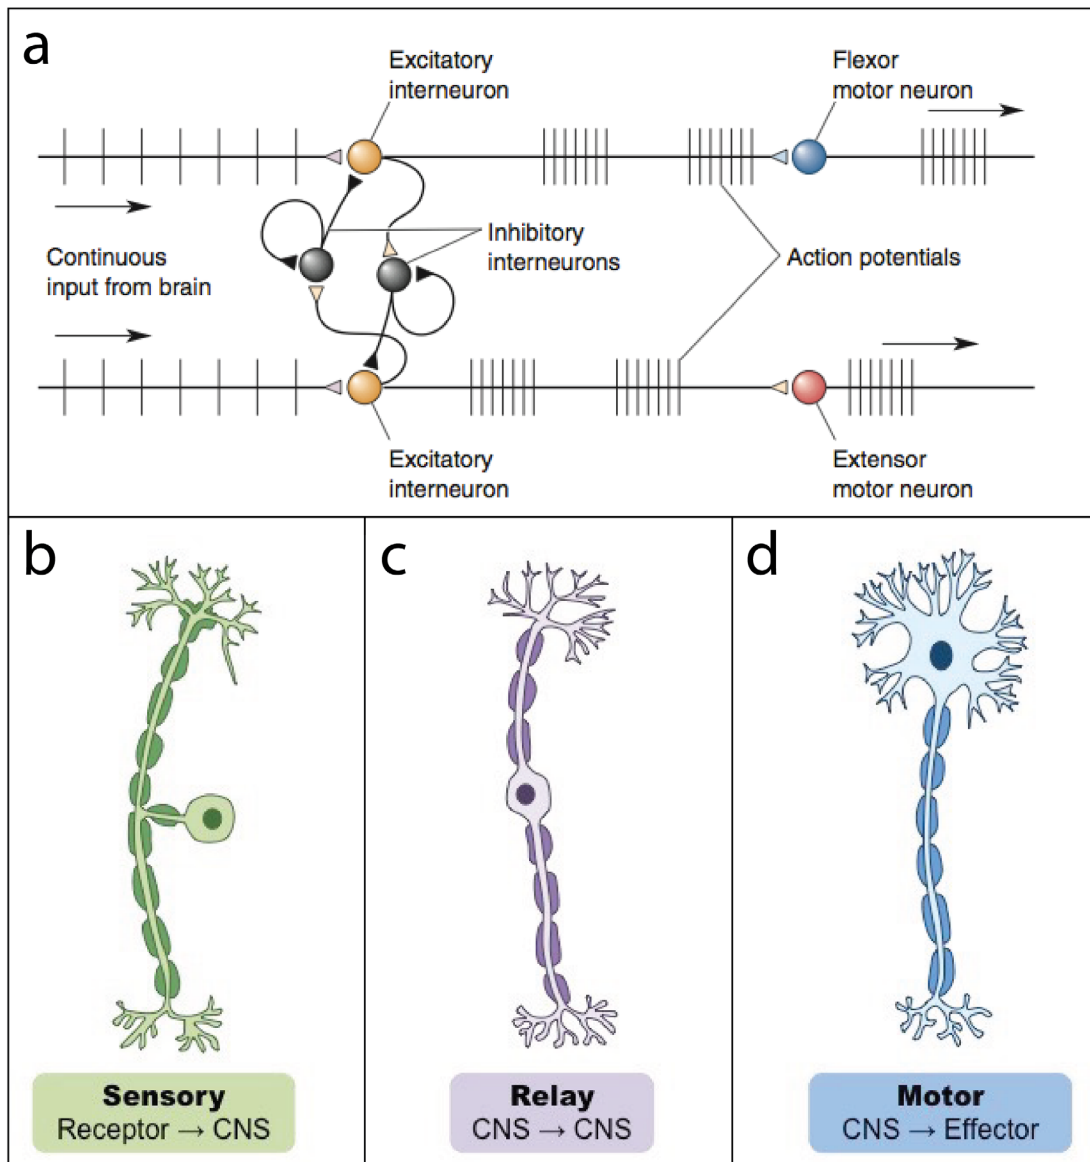 a
Excitatory
interneuron
Flexor
motor neuron
Continuous
input from brain
Inhibitory
interneurons
Action potentials
Excitatory
interneuron
Extensor
motor neuron
b
c
d
Sensory
Receptor → CNS
Relay
CNS → CNS
Motor
CNS → Effector